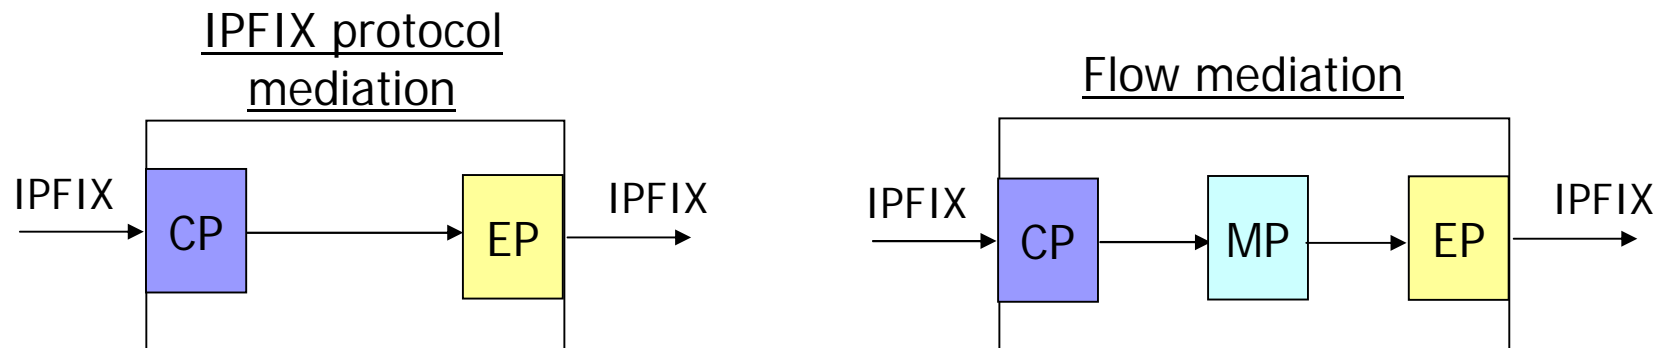 IPFIX protocol
mediation
IPFIX
CP
EP
IPFIX
Flow mediation
IPFIX
CP
MP
EP
IPFIX